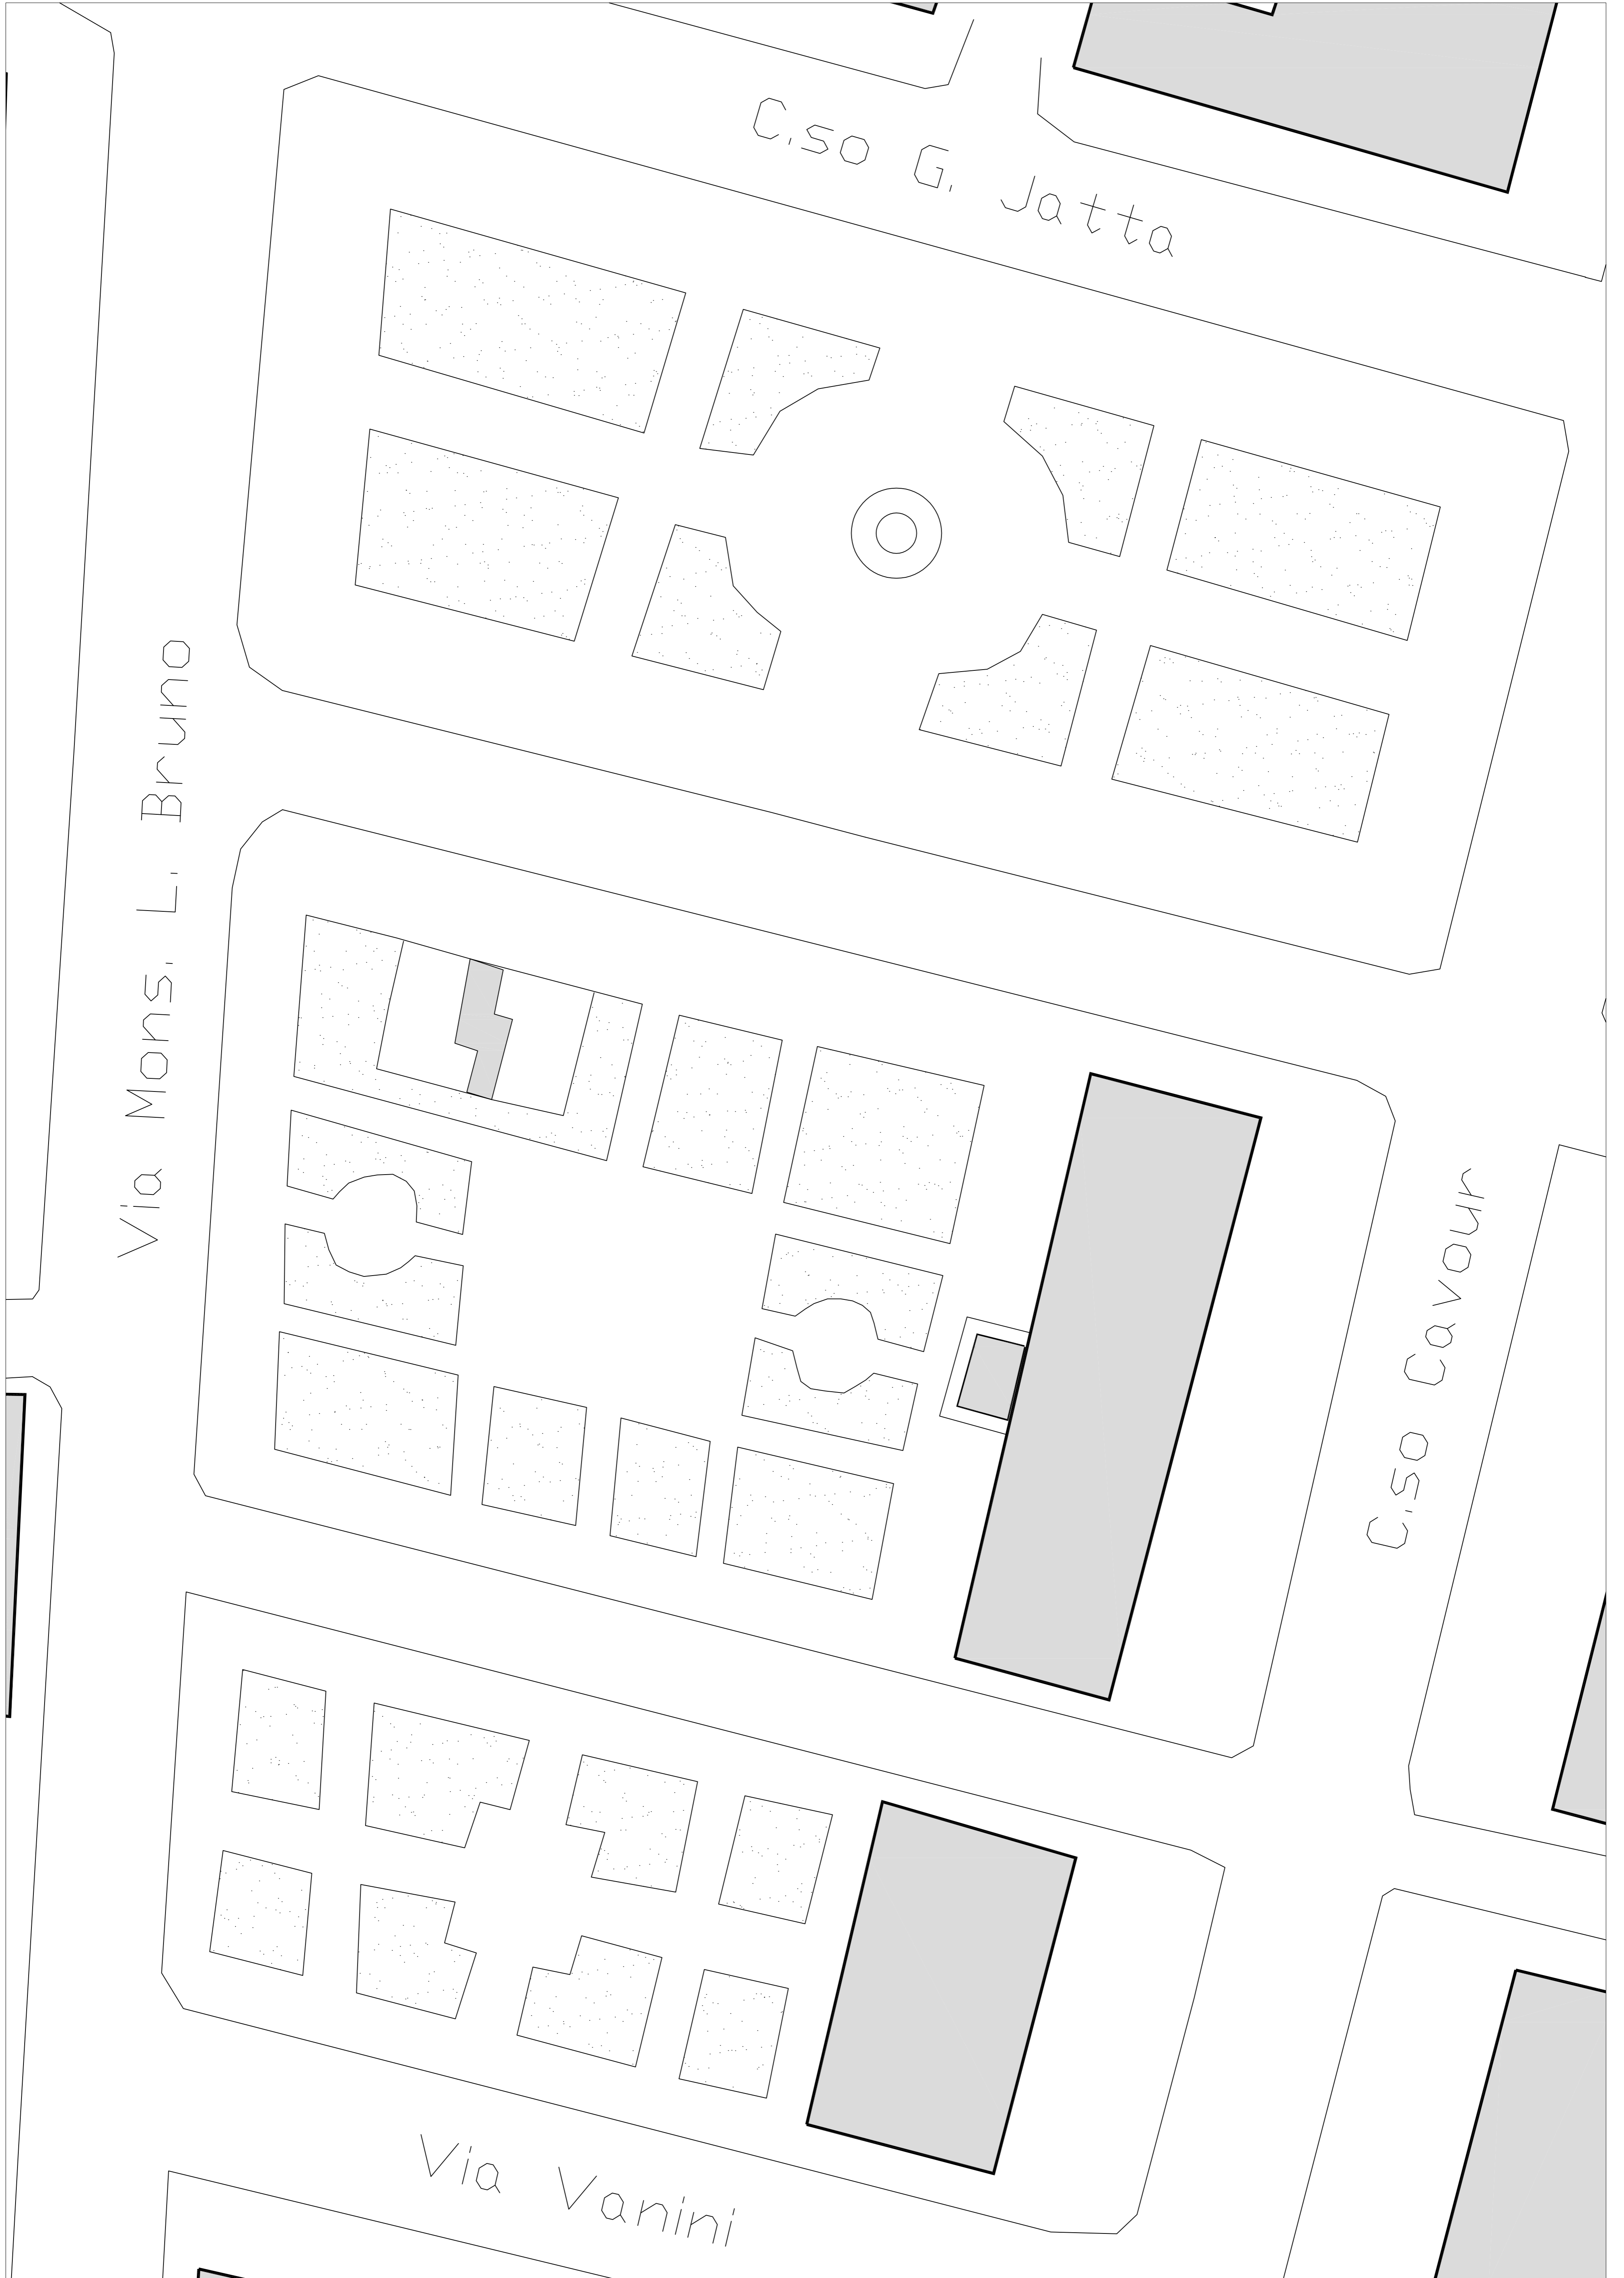 C.so G. Jatta
Via Mons. L. Bruno
C.so Cavour
Via Vanini